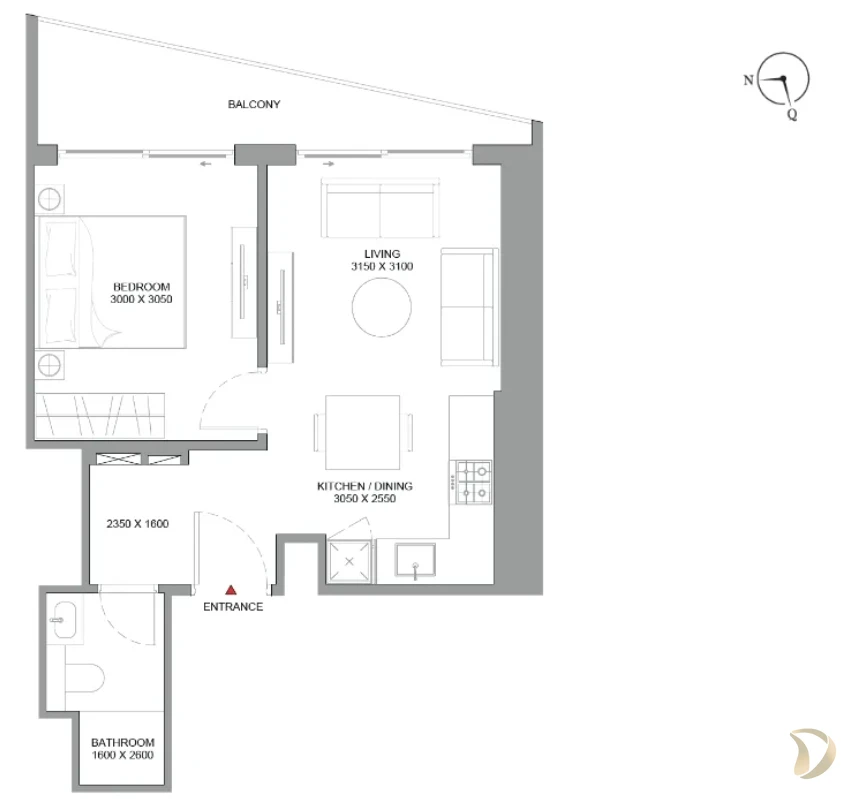 BALCONY
N
Q
LIVING
3150 X 3100
BEDROOM
3000 X 3050
KITCHEN / DINING
3050 X 2550
2350 X 1600
ENTRANCE
BATHROOM
1600 X 2600